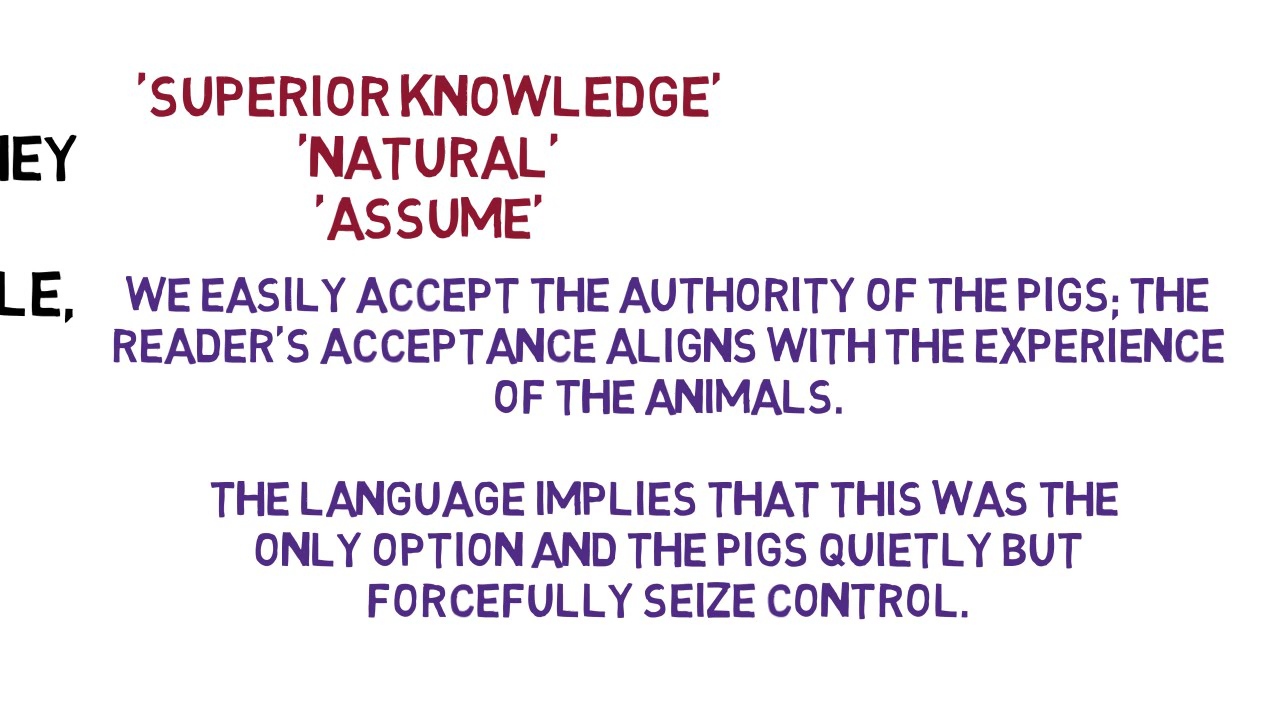 'SUPERIOR KNOWLEDGE'
HEY
'NATURAL'
'ASSUME'
LE,
WE EASILY ACCEPT THE AUTHORITY OF THE PIGS; THE
READER'S ACCEPTANCE ALIGNS WITH THE EXPERIENCE
OF THE ANIMALS.
THE LANGUAGE IMPLIES THAT THIS WAS THE
ONLY OPTION AND THE PIGS QUIETLY BUT
FORCEFULLY SEIZE CONTROL.